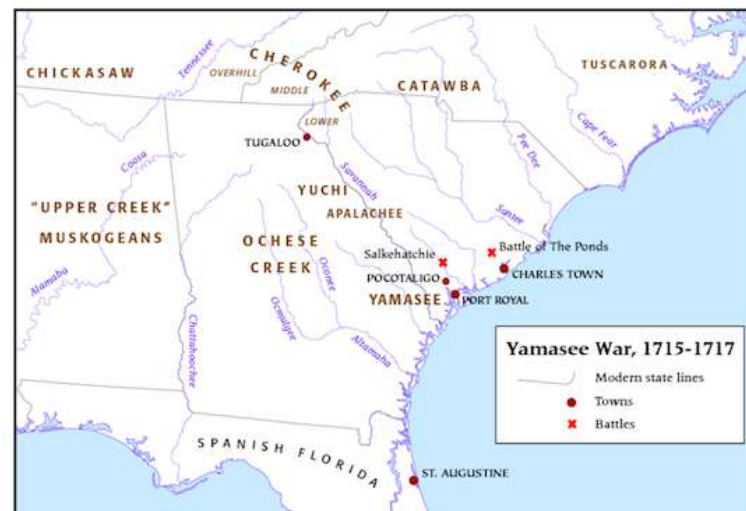 CHICKASAW
Tennessee
CHEROKEE
OVERHILL
MIDDLE
LOWER
CATAWBA
TUSCARORA
TUGALOO
Pee Dee
Cape Fear
Coosa
Savannah
YUCHI
APALACHEE
Santee
"UPPER CREEK"
MUSKOGEANS
OCHESE
CREEK
Salkehatchie
Battle of The Ponds
POCOTALIGO
CHARLES TOWN
YAMASEE
PORT ROYAL
Alamaha
Oconee
Ocmulgee
Altamaha
Chattahoochee
Yamasee War, 1715-1717
Modern state lines
Towns
Battles
SPANISH FLORIDA
ST. AUGUSTINE